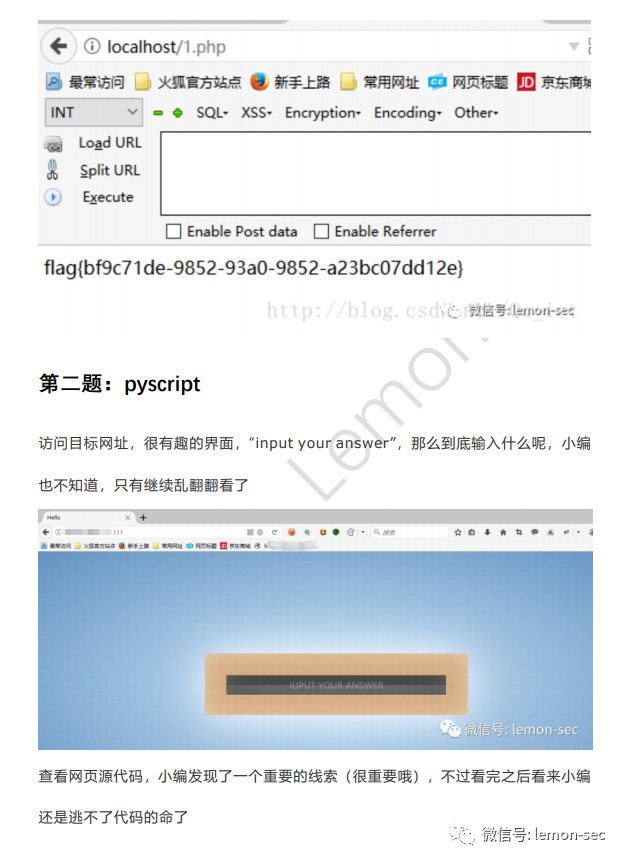 localhost/1.php
最常访问 火狐官方站点 新手上路 常用网址 网页标题 京东商城
INT SQL XSS Encryption Encoding Other
Load URL
Split URL
Execute
Enable Post data Enable Referrer
flag{bf9c71de-9852-93a0-9852-a23bc07dd12e}
http://blog.csd
微信号: lemon-sec
第二题：pyscript
Lemon
访问目标网址，很有趣的界面，“input your answer”，那么到底输入什么呢，小编
也不知道，只有继续乱翻翻看了
Hello
111 搜索
最常访问 火狐官方站点 新手上路 常用网址 网页标题 京东商城
IUPUT YOUR ANSWER
微信号: lemon-sec
查看网页源代码，小编发现了一个重要的线索（很重要哦），不过看完之后看来小编
还是逃不了代码的命了
微信号: lemon-sec